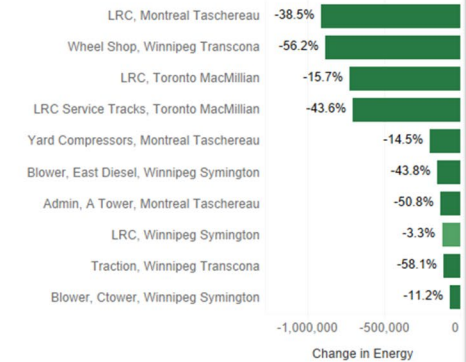 LRC, Montreal Taschereau -38.5%
Wheel Shop, Winnipeg Transcona -56.2%
LRC, Toronto MacMillian -15.7%
LRC Service Tracks, Toronto MacMillian -43.6%
Yard Compressors, Montreal Taschereau -14.5%
Blower, East Diesel, Winnipeg Symington -43.8%
Admin, A Tower, Montreal Taschereau -50.8%
LRC, Winnipeg Symington -3.3%
Traction, Winnipeg Transcona -58.1%
Blower, Ctower, Winnipeg Symington -11.2%
-1,000,000 -500,000 0
Change in Energy